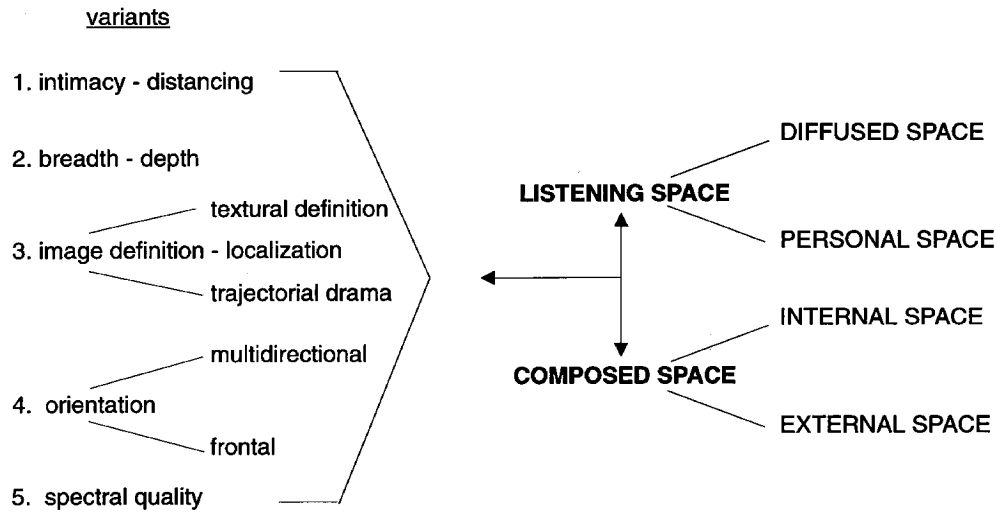 variants
1. intimacy - distancing
2. breadth - depth
textural definition
3. image definition - localization
trajectorial drama
multidirectional
4. orientation
frontal
5. spectral quality
DIFFUSED SPACE
LISTENING SPACE
PERSONAL SPACE
INTERNAL SPACE
COMPOSED SPACE
EXTERNAL SPACE